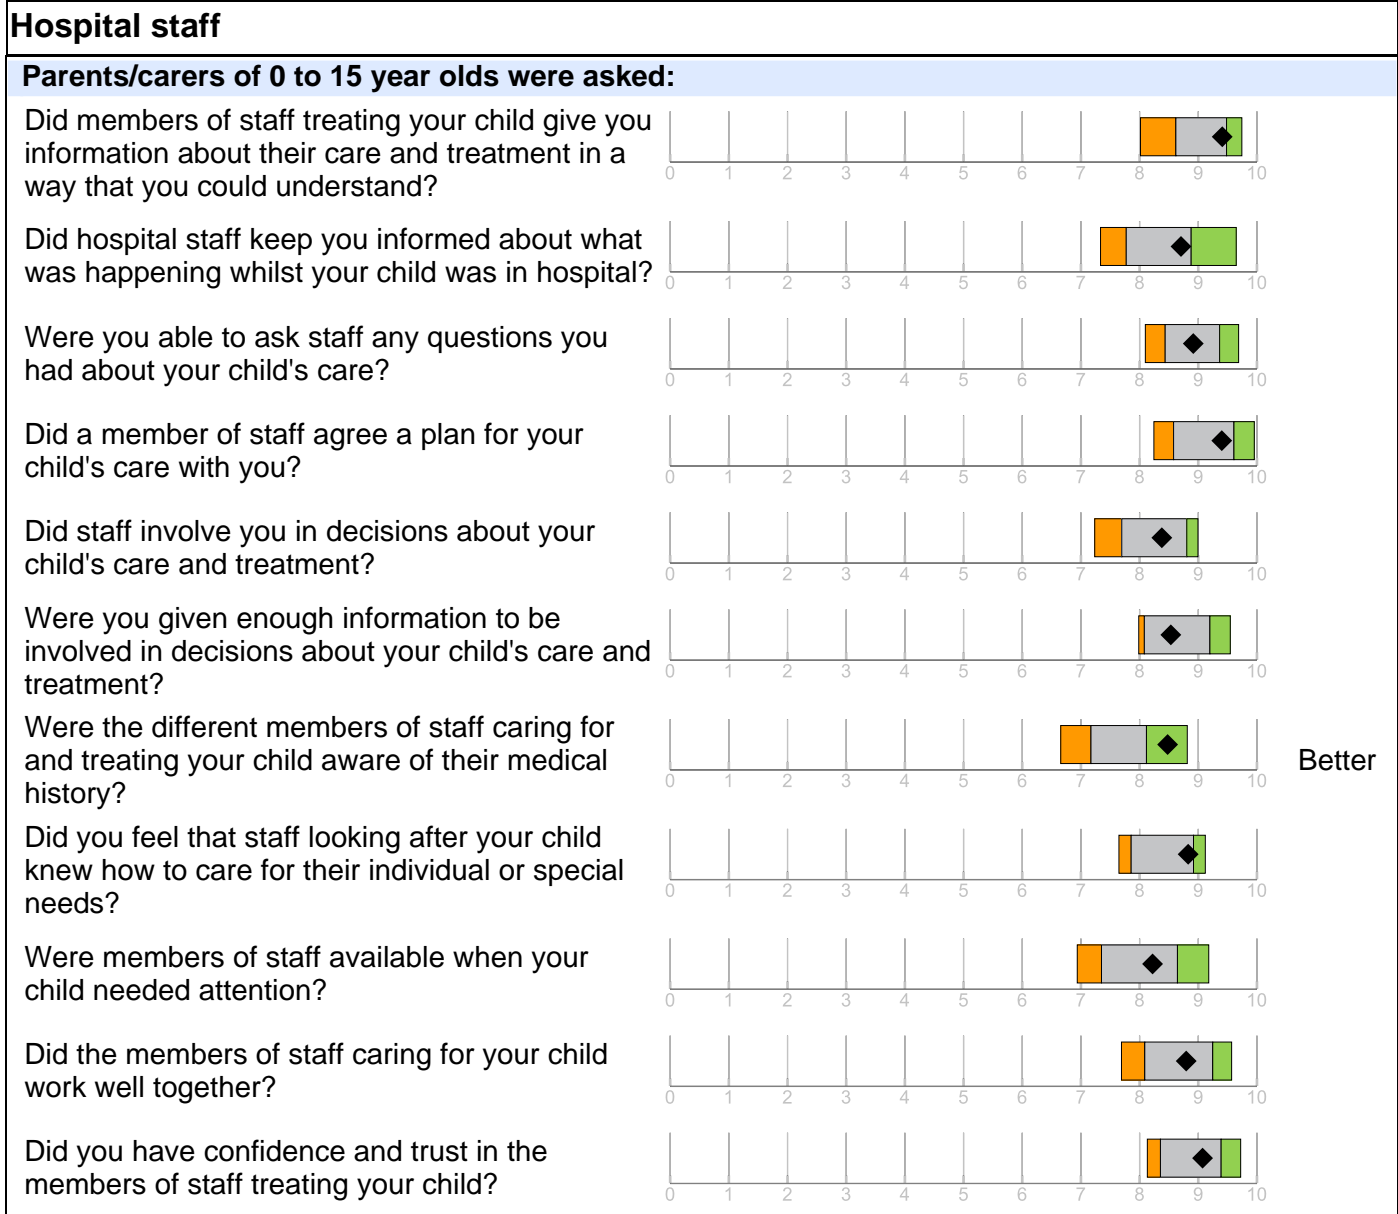 Hospital staff
Parents/carers of 0 to 15 year olds were asked:
Did members of staff treating your child give you
information about their care and treatment in a
way that you could understand?
0 1 2 3 4 5 6 7 8 9 10
Did hospital staff keep you informed about what
was happening whilst your child was in hospital?
0 1 2 3 4 5 6 7 8 9 10
Were you able to ask staff any questions you
had about your child's care?
0 1 2 3 4 5 6 7 8 9 10
Did a member of staff agree a plan for your
child's care with you?
0 1 2 3 4 5 6 7 8 9 10
Did staff involve you in decisions about your
child's care and treatment?
0 1 2 3 4 5 6 7 8 9 10
Were you given enough information to be
involved in decisions about your child's care and
treatment?
0 1 2 3 4 5 6 7 8 9 10
Were the different members of staff caring for
and treating your child aware of their medical
history?
0 1 2 3 4 5 6 7 8 9 10
Better
Did you feel that staff looking after your child
knew how to care for their individual or special
needs?
0 1 2 3 4 5 6 7 8 9 10
Were members of staff available when your
child needed attention?
0 1 2 3 4 5 6 7 8 9 10
Did the members of staff caring for your child
work well together?
0 1 2 3 4 5 6 7 8 9 10
Did you have confidence and trust in the
members of staff treating your child?
0 1 2 3 4 5 6 7 8 9 10